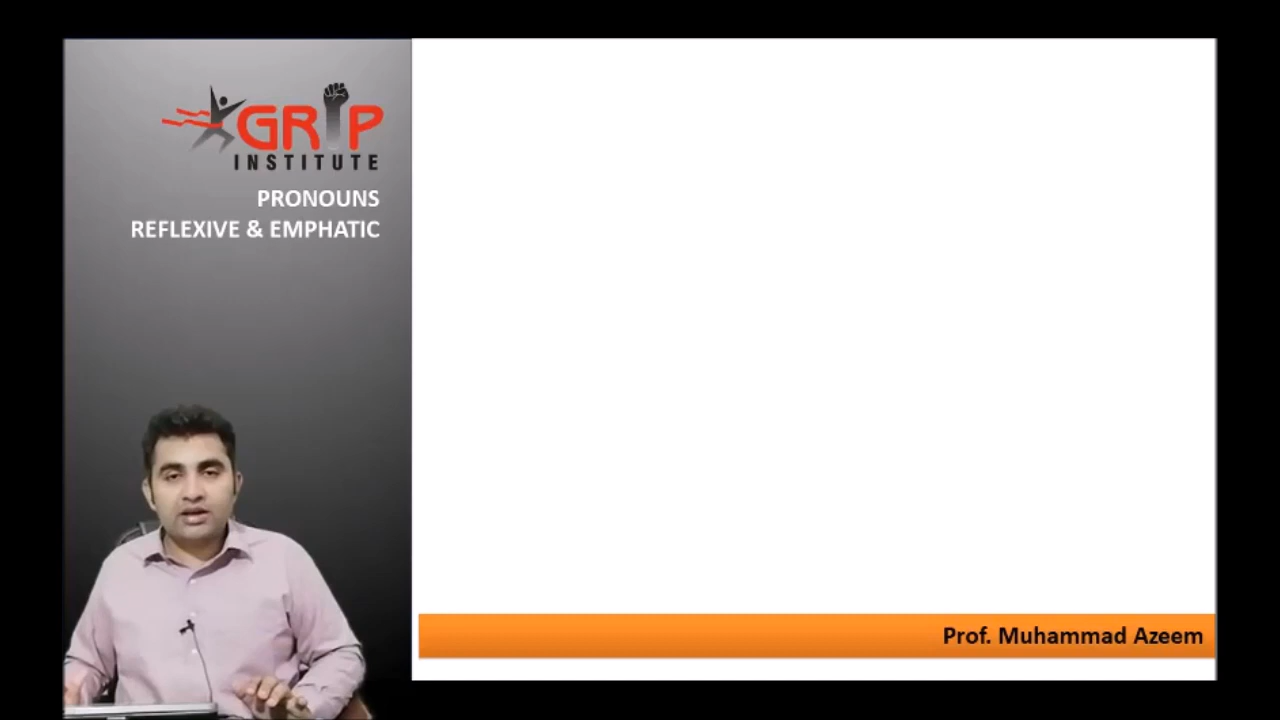 GRIP
INSTITUTE
PRONOUNS
REFLEXIVE & EMPHATIC
Prof. Muhammad Azeem